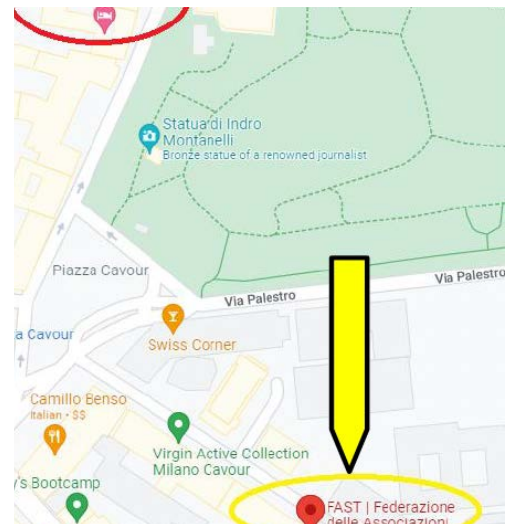 Statua di Indro
Montanelli
Bronze statue of a renowned journalist
Piazza Cavour
Via Palestro
Via Palestro
a Cavour
Swiss Corner
Camillo Benso
Italian • $$
Virgin Active Collection
Milano Cavour
y's Bootcamp
FAST | Federazione
delle Associazioni